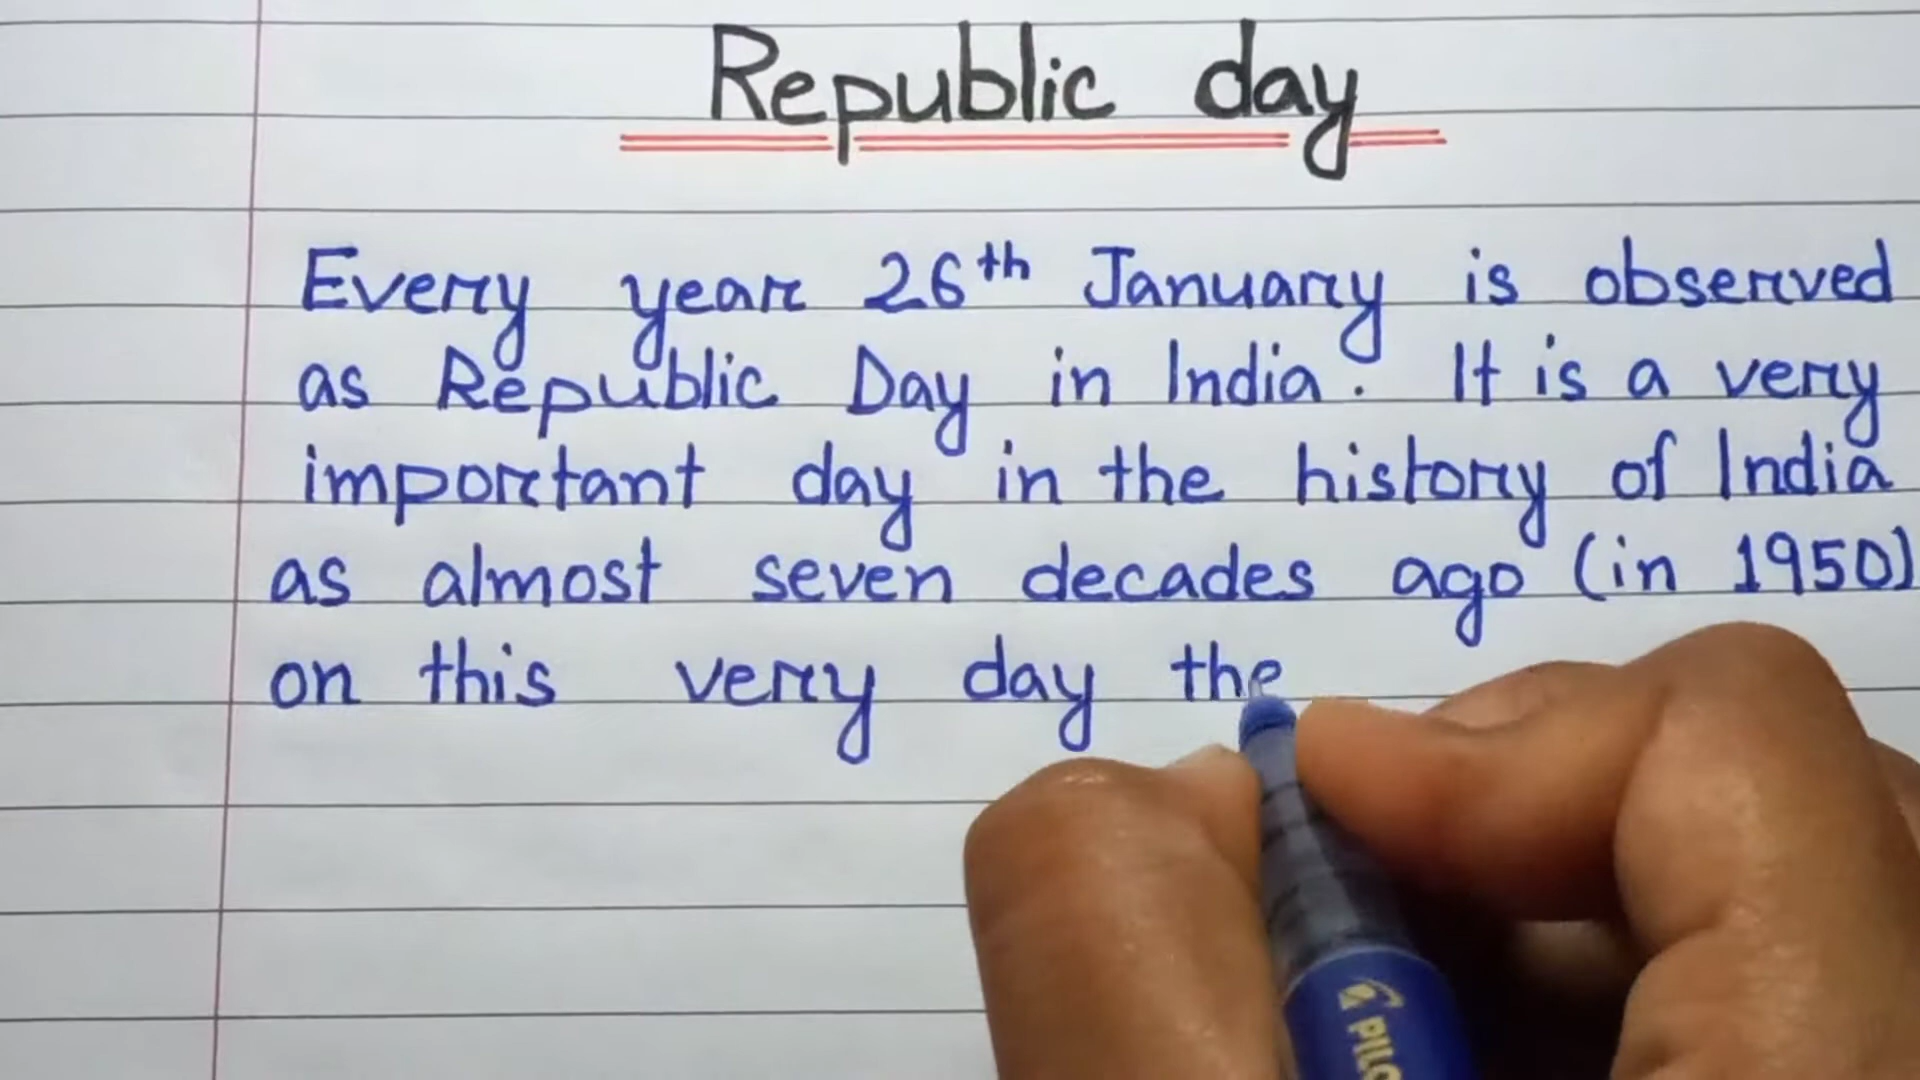 Republic day
Every year 26th January is observed
as Republic Day in India. It is a very
important day in the history of India
as almost seven decades ago (in 1950)
on this very day the